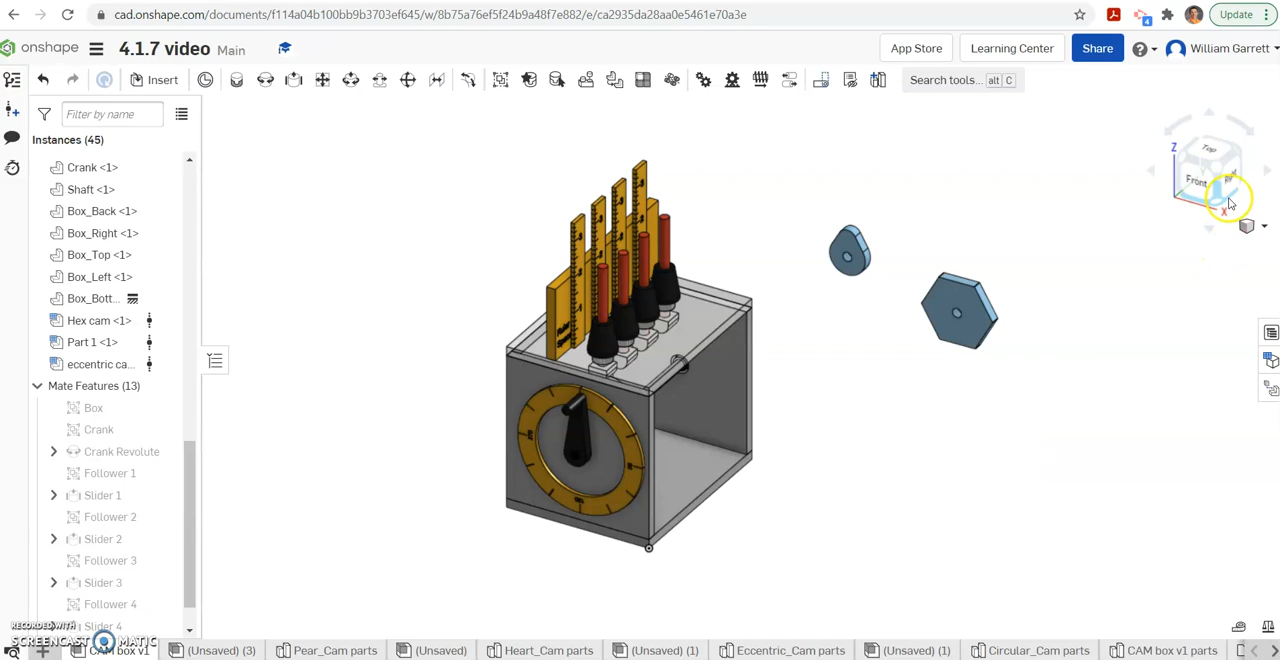 cad.onshape.com/documents/f114a04b100bb9b3703ef645/w/8b75a76ef5f24b9a48f7e882/e/ca2935da28aa0e5461e70a3e
4
Update
onshape
4.1.7 video Main
App Store
Learning Center
Share
William Garrett
Insert
Search tools... alt C
Filter by name
Instances (45)
Crank <1>
Shaft <1>
Box_Back <1>
Box_Right <1>
Box_Top <1>
Box_Left <1>
Box_Bott...
Hex cam <1>
Part 1 <1>
eccentric ca...
Mate Features (13)
Box
Crank
Crank Revolute
Follower 1
Slider 1
Follower 2
Slider 2
Follower 3
Slider 3
Follower 4
Slider 4
Z
Top
Front
X
RECORDED WITH
SCREENCAST MATIC
CAM box v1
(Unsaved) (3)
Pear_Cam parts
(Unsaved)
Heart_Cam parts
(Unsaved) (1)
Eccentric_Cam parts
(Unsaved) (1)
Circular_Cam parts
CAM box v1 parts